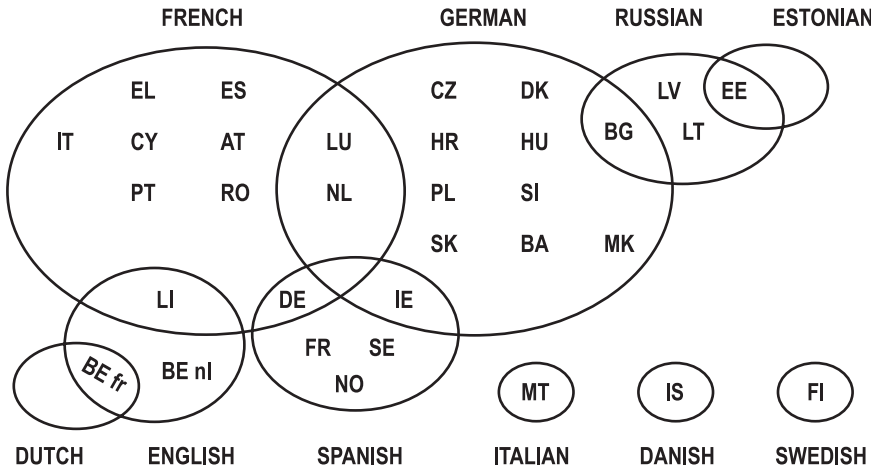 FRENCH GERMAN RUSSIAN ESTONIAN
EL ES CZ DK LV EE
IT CY AT LU HR HU BG LT
PT RO NL PL SI
SK BA MK
LI DE IE
BE fr BE nl FR SE
NO MT IS FI
DUTCH ENGLISH SPANISH ITALIAN DANISH SWEDISH